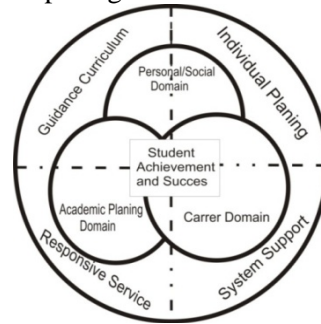 Guidance Curriculum
Individual Planing
Personal/Social
Domain
Student
Achievement
and Succes
Academic Planing
Domain
Carrer Domain
Responsive Service
System Support